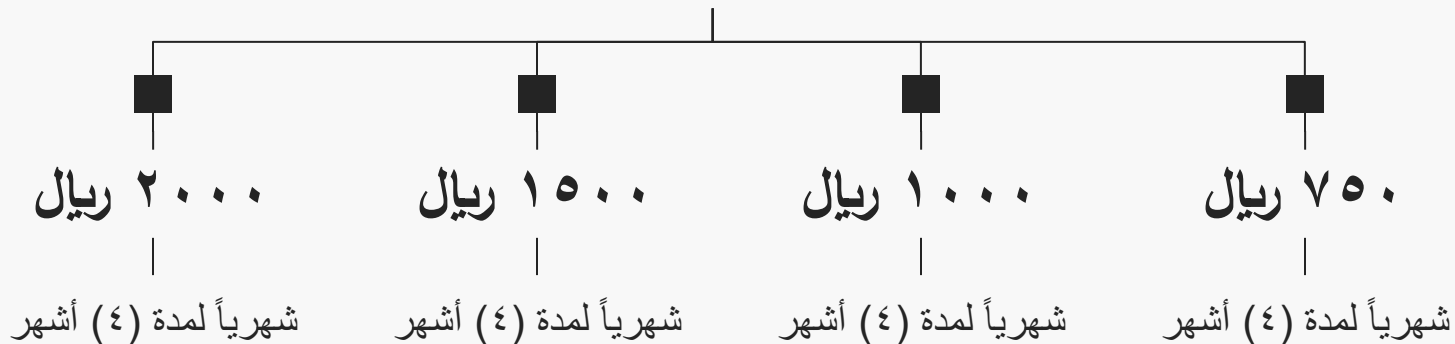 ٧٥٠ ريال
شهرياً لمدة (٤) أشهر
١٠٠٠ ريال
شهرياً لمدة (٤) أشهر
١٥٠٠ ريال
شهرياً لمدة (٤) أشهر
٢٠٠٠ ريال
شهرياً لمدة (٤) أشهر